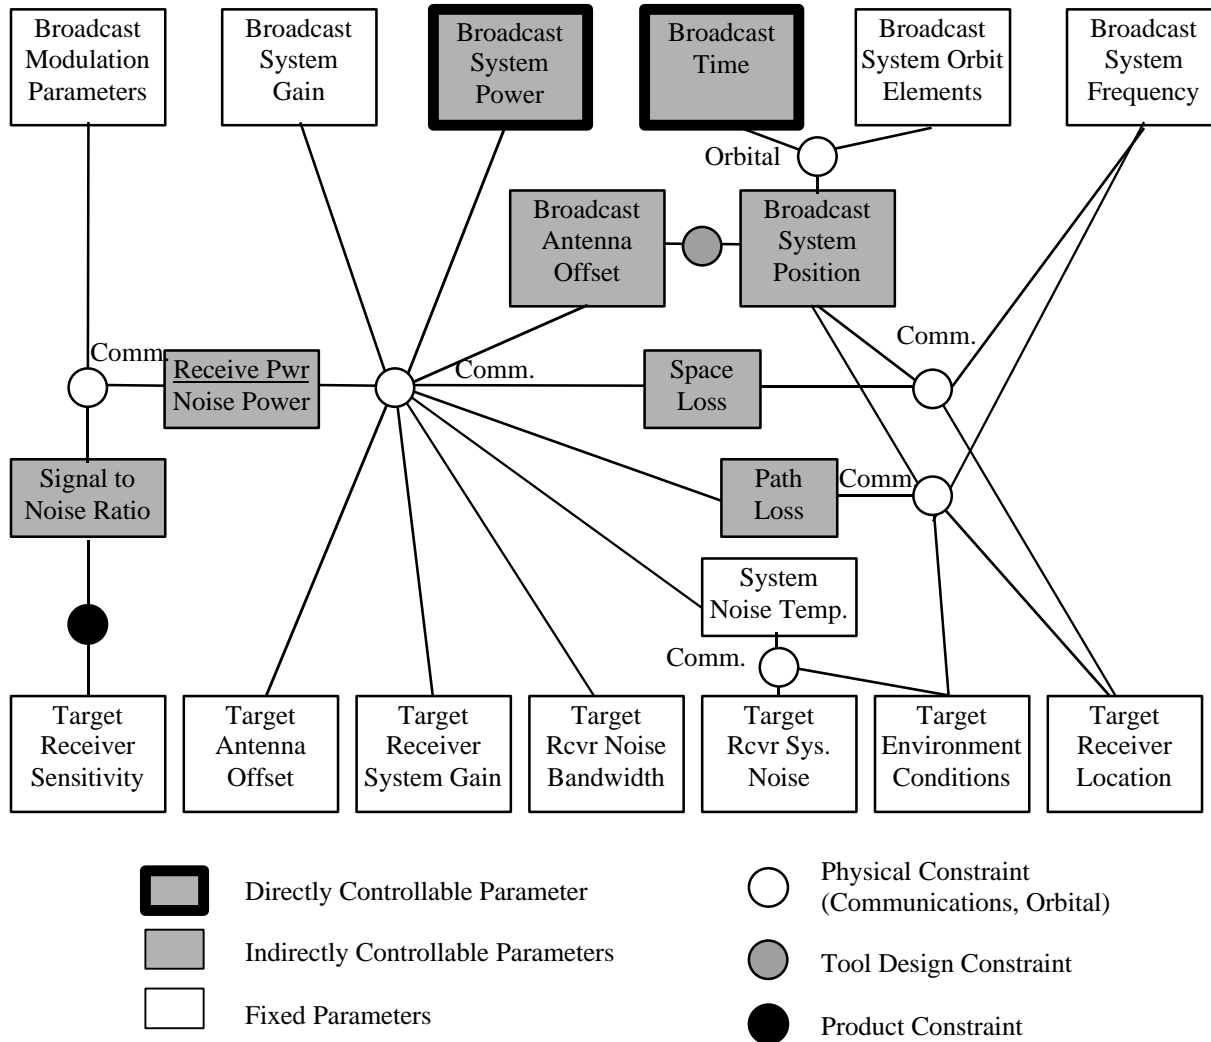 Broadcast
Modulation
Parameters
Broadcast
System
Gain
Broadcast
System
Power
Broadcast
Time
Broadcast
System Orbit
Elements
Broadcast
System
Frequency
Orbital
Broadcast
Antenna
Offset
Broadcast
System
Position
Comm.
Comm.
Receive Pwr
Noise Power
Comm.
Space
Loss
Signal to
Noise Ratio
Path
Loss
Comm.
System
Noise Temp.
Comm.
Target
Receiver
Sensitivity
Target
Antenna
Offset
Target
Receiver
System Gain
Target
Rcvr Noise
Bandwidth
Target
Rcvr Sys.
Noise
Target
Environment
Conditions
Target
Receiver
Location
Directly Controllable Parameter
Indirectly Controllable Parameters
Fixed Parameters
Physical Constraint
(Communications, Orbital)
Tool Design Constraint
Product Constraint